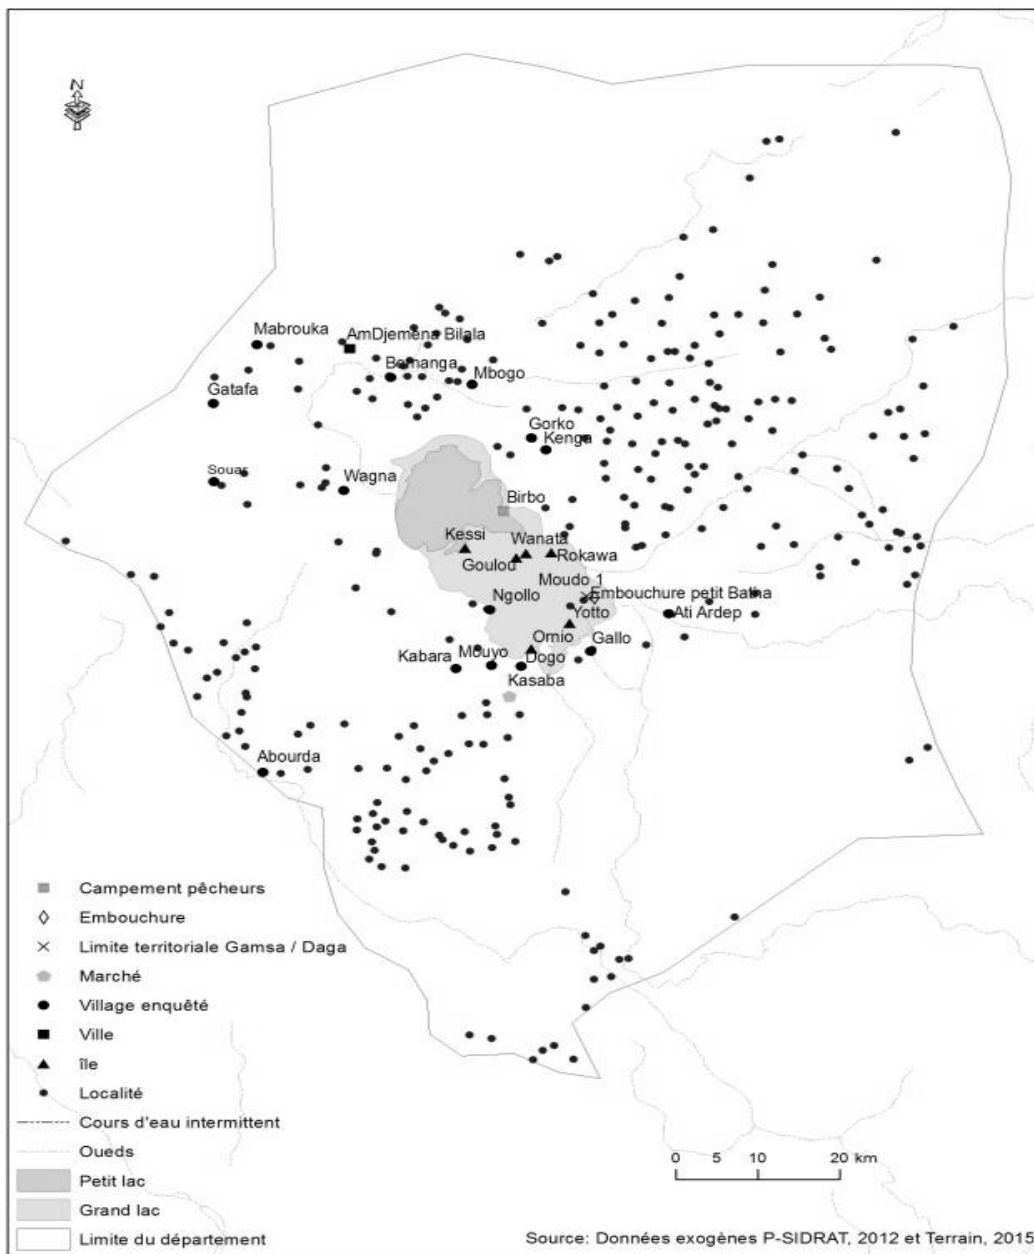 N
Mabrouka
AmDjemena Bilala
Bemanga
Mbogo
Gatafa
Gorko
Kenga
Souar
Wagna
Birbo
Kessi
Wanata
Goulou
Rokawa
Moudo 1
Ngollo
Embouchure petit Batha
Yotto
Ati Ardep
Omio
Gallo
Kabara
Mouyo
Dogo
Kasaba
Abourda
Campement pêcheurs
Embouchure
Limite territoriale Gamsa / Daga
Marché
Village enquêté
Ville
île
Localité
Cours d'eau intermittent
Oueds
Petit lac
Grand lac
Limite du département
0 5 10 20 km
Source: Données exogènes P-SIDRAT, 2012 et Terrain, 2015